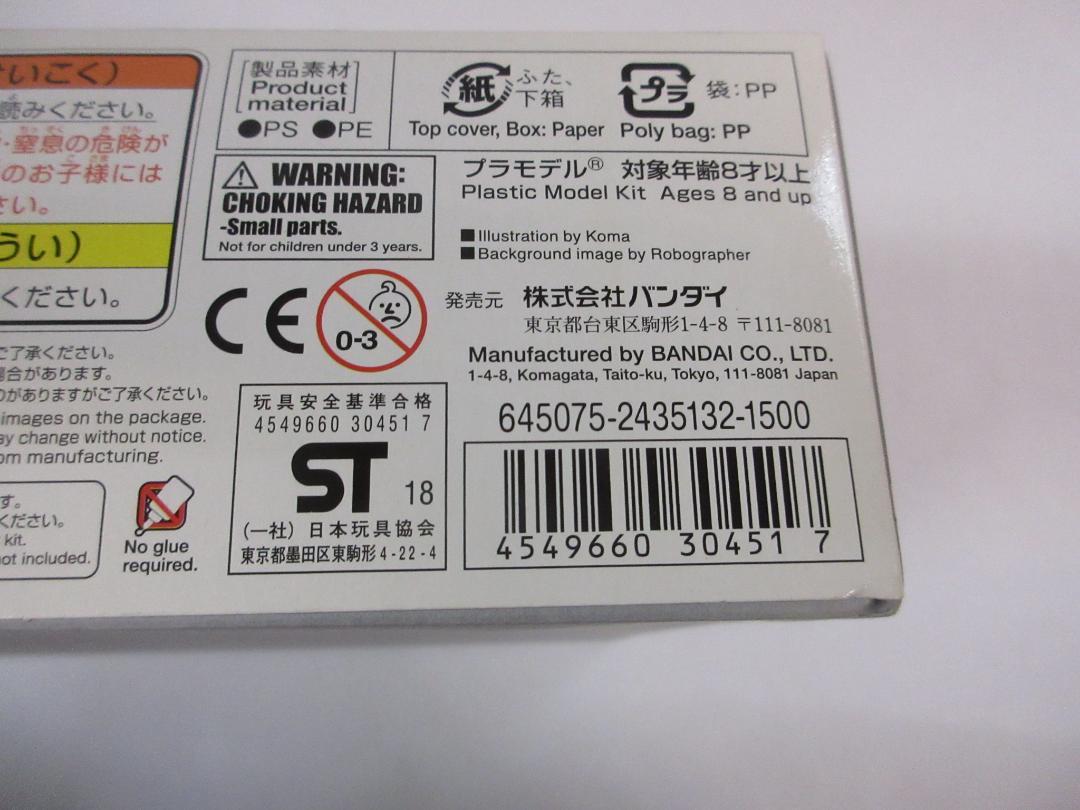 けいこく)
読みください。
・窒息の危険が
のお子様には
さい。
うい)
ください。
ご了承ください。
場合があります。
がありますがご了承ください。
images on the package.
ay change without notice.
om manufacturing.
す。
ください。
kit.
ot included.
No glue
required.
[製品素材
Product
material]
●PS ●PE
紙
ふた、
下箱
Top cover, Box: Paper
プラ
袋:PP
Poly bag: PP
WARNING:
CHOKING HAZARD
-Small parts.
Not for children under 3 years.
プラモデル® 対象年齢8才以上
Plastic Model Kit Ages 8 and up
■Illustration by Koma
■Background image by Robographer
CE
0-3
発売元 株式会社バンダイ
東京都台東区駒形1-4-8 〒111-8081
Manufactured by BANDAI CO., LTD.
1-4-8, Komagata, Taito-ku, Tokyo, 111-8081 Japan
玩具安全基準合格
4549660 30451 7
ST 18
(一社) 日本玩具協会
東京都墨田区東駒形4-22-4
645075-2435132-1500
4549660 30451 7